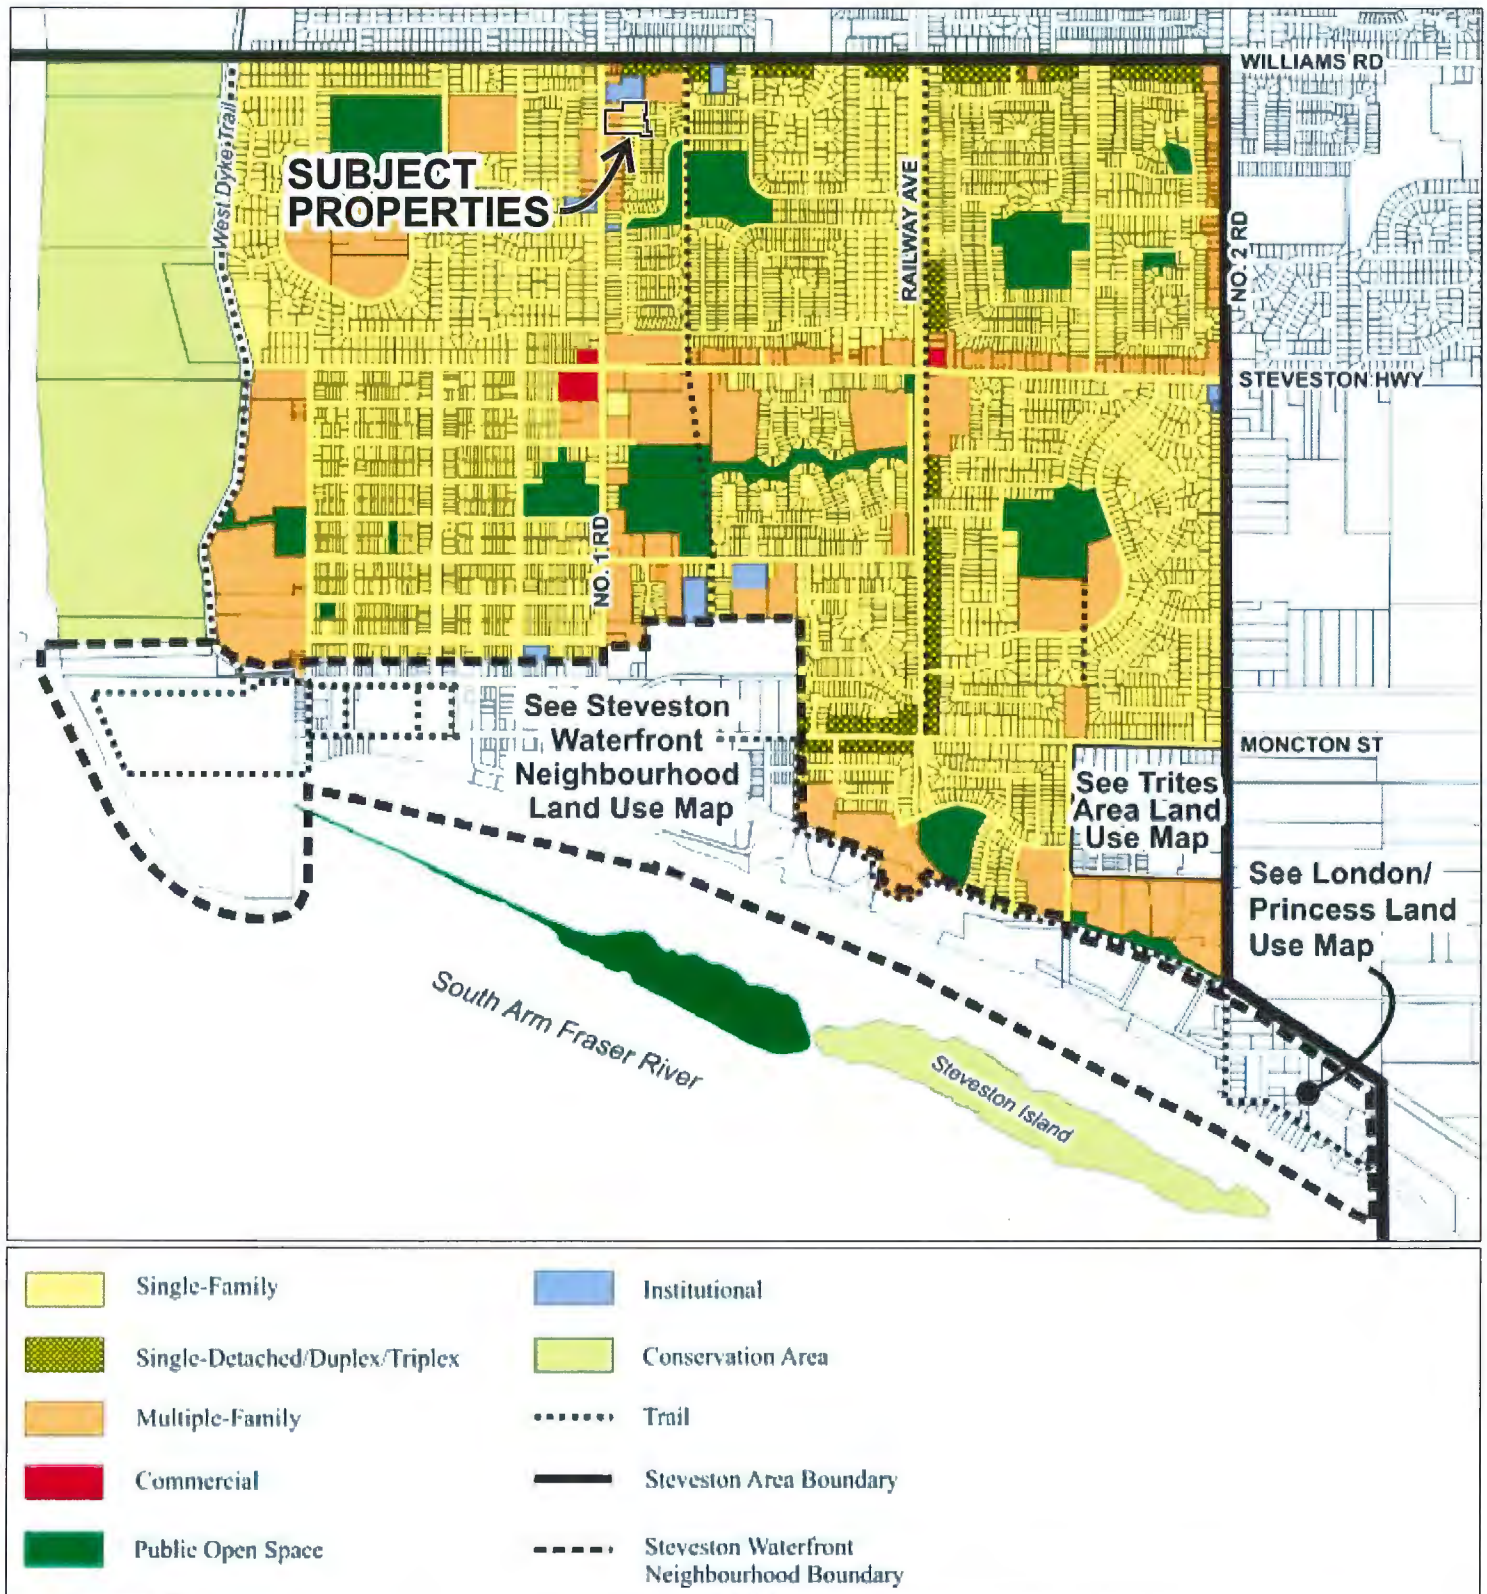 WILLIAMS RD
West Dyke Trail
SUBJECT
PROPERTIES
RAILWAY AVE
NO. 2 RD
STEVESTON HWY
NO. 1 RD
See Steveston
Waterfront
Neighbourhood
Land Use Map
MONCTON ST
See Trites
Area Land
Use Map
See London/
Princess Land
Use Map
South Arm Fraser River
Steveston Island
Single-Family
Single-Detached/Duplex/Triplex
Multiple-Family
Commercial
Public Open Space
Institutional
Conservation Area
Trail
Steveston Area Boundary
Steveston Waterfront
Neighbourhood Boundary